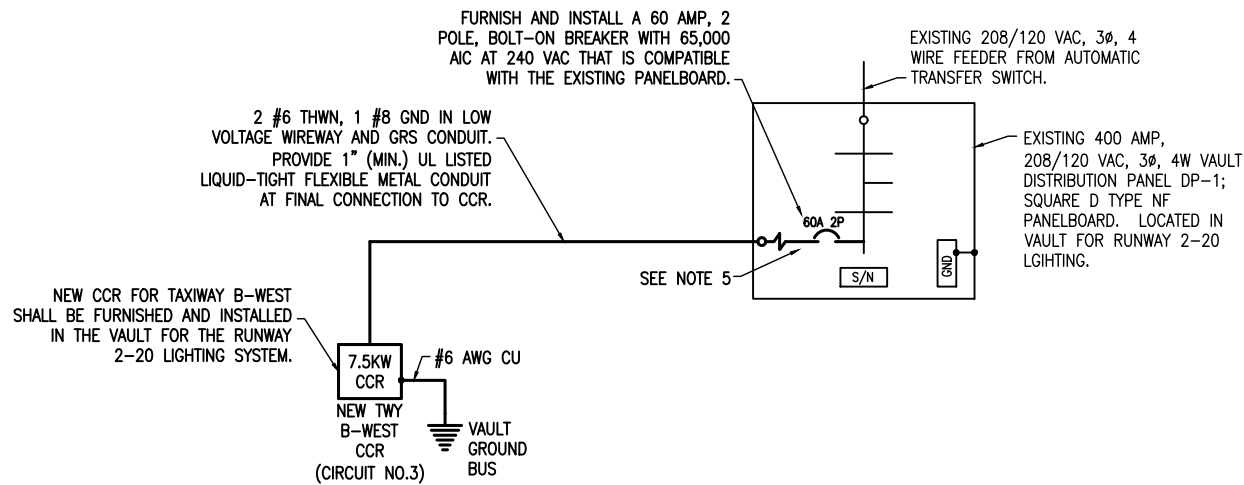 FURNISH AND INSTALL A 60 AMP, 2
POLE, BOLT-ON BREAKER WITH 65,000
AIC AT 240 VAC THAT IS COMPATIBLE
WITH THE EXISTING PANELBOARD.
EXISTING 208/120 VAC, 3ø, 4
WIRE FEEDER FROM AUTOMATIC
TRANSFER SWITCH.
2 #6 THWN, 1 #8 GND IN LOW
VOLTAGE WIREWAY AND GRS CONDUIT.
PROVIDE 1" (MIN.) UL LISTED
LIQUID-TIGHT FLEXIBLE METAL CONDUIT
AT FINAL CONNECTION TO CCR.
EXISTING 400 AMP,
208/120 VAC, 3ø, 4W VAULT
DISTRIBUTION PANEL DP-1;
SQUARE D TYPE NF
PANELBOARD. LOCATED IN
VAULT FOR RUNWAY 2-20
LGIHTING.
60A 2P
SEE NOTE 5
S/N
GND
NEW CCR FOR TAXIWAY B-WEST
SHALL BE FURNISHED AND INSTALLED
IN THE VAULT FOR THE RUNWAY
2-20 LIGHTING SYSTEM.
7.5KW
CCR
#6 AWG CU
NEW TWY
B-WEST
CCR
(CIRCUIT NO.3)
VAULT
GROUND
BUS